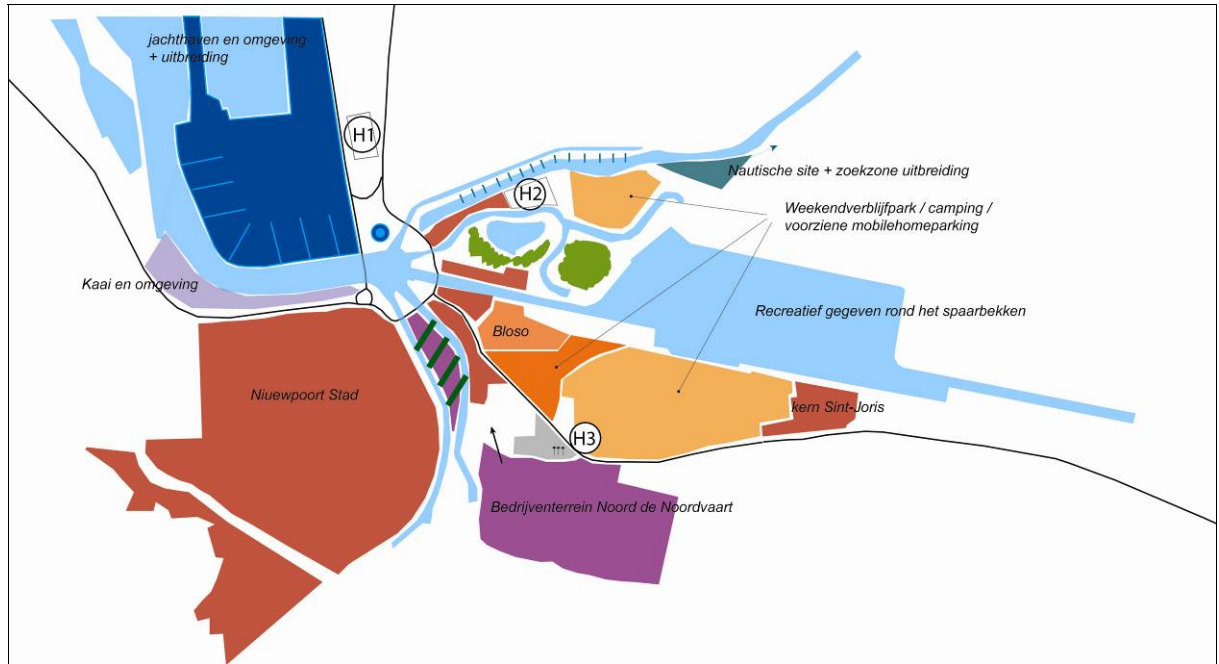 jachthaven en omgeving
+ uitbreiding
H1
H2
Nautische site + zoekzone uitbreiding
Weekendverblijfpark / camping /
voorziene mobilehomeparking
Kaai en omgeving
Recreatief gegeven rond het spaarbekken
Bloso
Niuewpoort Stad
kern Sint-Joris
H3
†††
Bedrijventerrein Noord de Noordvaart